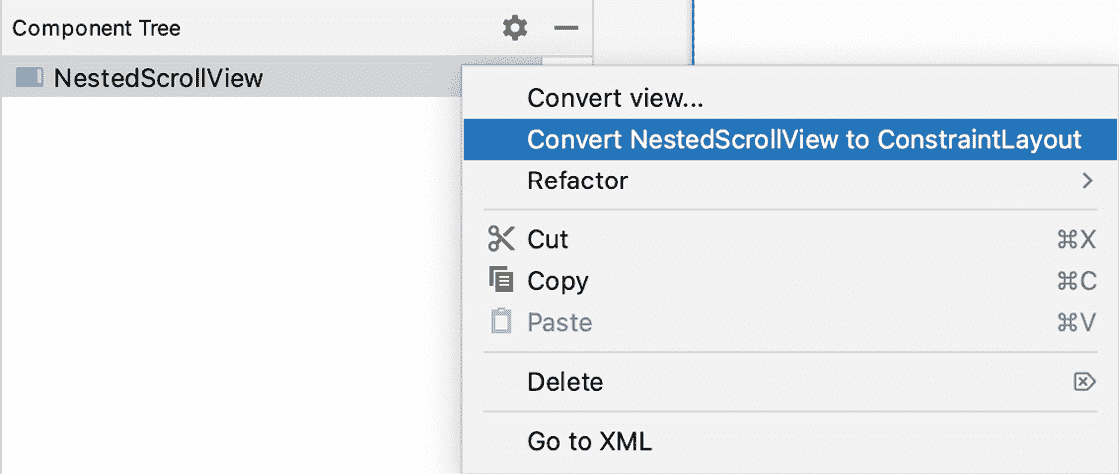 Component Tree
NestedScrollView
Convert view...
Convert NestedScrollView to ConstraintLayout
Refactor
Cut ⌘X
Copy ⌘C
Paste ⌘V
Delete
Go to XML